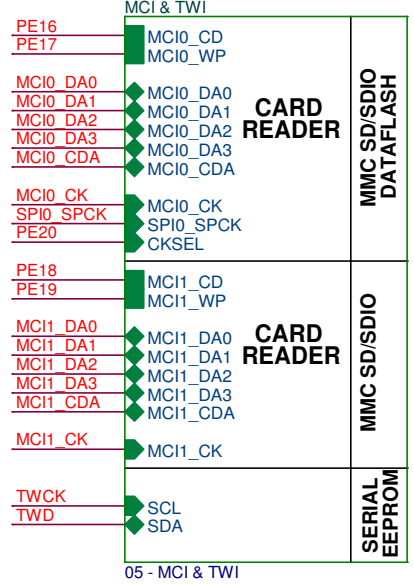 MCI & TWI
PE16 MCI0_CD
PE17 MCI0_WP
MCI0_DA0 MCI0_DA0
MCI0_DA1 MCI0_DA1
MCI0_DA2 MCI0_DA2
MCI0_DA3 MCI0_DA3
MCI0_CDA MCI0_CDA
CARD
READER
MMC SD/SDIO
DATAFLASH
MCI0_CK MCI0_CK
SPI0_SPCK SPI0_SPCK
PE20 CKSEL
PE18 MCI1_CD
PE19 MCI1_WP
MCI1_DA0 MCI1_DA0
MCI1_DA1 MCI1_DA1
MCI1_DA2 MCI1_DA2
MCI1_DA3 MCI1_DA3
MCI1_CDA MCI1_CDA
CARD
READER
MMC SD/SDIO
MCI1_CK MCI1_CK
TWCK SCL
TWD SDA
SERIAL
EEPROM
05 - MCI & TWI